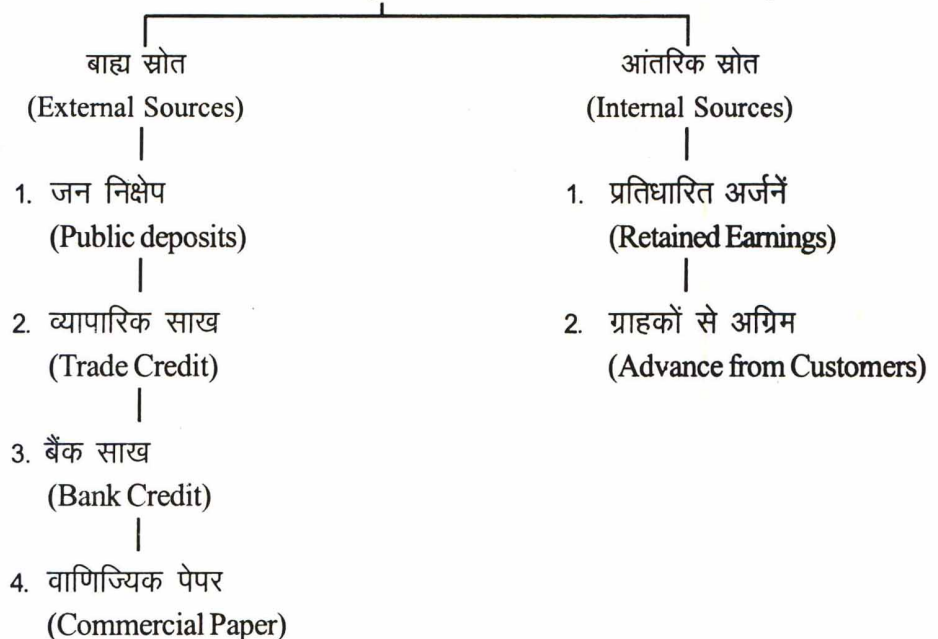 बाह्य स्रोत
(External Sources)
1. जन निक्षेप
(Public deposits)
2. व्यापारिक साख
(Trade Credit)
3. बैंक साख
(Bank Credit)
4. वाणिज्यिक पेपर
(Commercial Paper)
आंतरिक स्रोत
(Internal Sources)
1. प्रतिधारित अर्जनें
(Retained Earnings)
2. ग्राहकों से अग्रिम
(Advance from Customers)